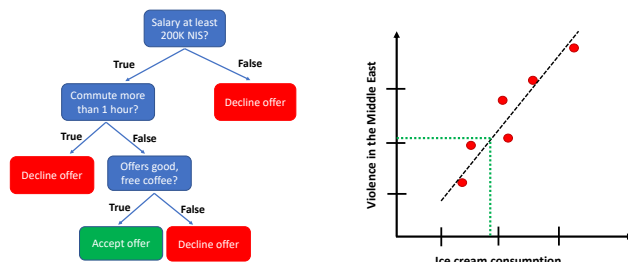 Salary at least
200K NIS?
True
False
Commute more
than 1 hour?
Decline offer
True
False
Decline offer
Offers good,
free coffee?
True
False
Accept offer
Decline offer
Violence in the Middle East
Ice cream consumption